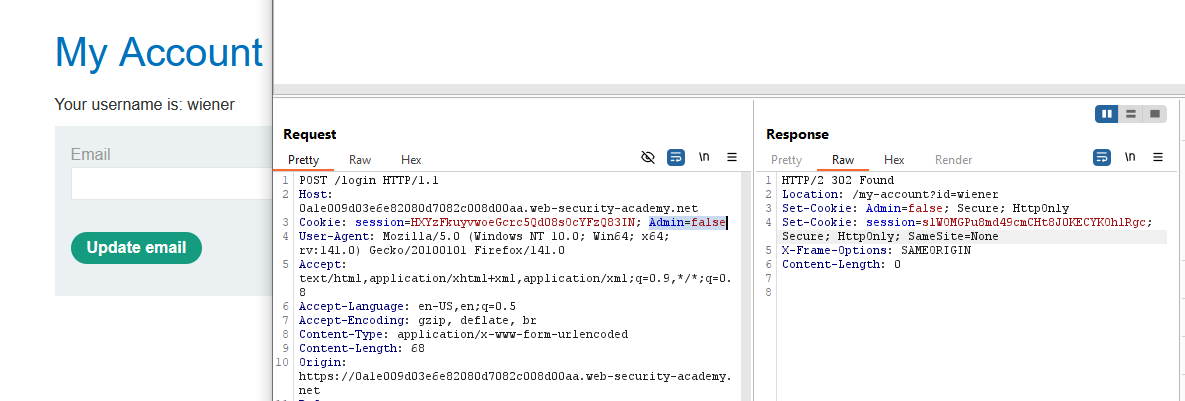 My Account
Your username is: wiener
Email
Update email
Request
Pretty Raw Hex \n
1 POST /login HTTP/1.1
2 Host:
0a1e009d03e6e82080d7082c008d00aa.web-security-academy.net
3 Cookie: session=HXYzFkuyvwoeGcrc5Qd08s0cYFzQ83IN; Admin=false
4 User-Agent: Mozilla/5.0 (Windows NT 10.0; Win64; x64;
rv:141.0) Gecko/20100101 Firefox/141.0
5 Accept:
text/html,application/xhtml+xml,application/xml;q=0.9,*/*;q=0.
8
6 Accept-Language: en-US,en;q=0.5
7 Accept-Encoding: gzip, deflate, br
8 Content-Type: application/x-www-form-urlencoded
9 Content-Length: 68
10 Origin:
https://0a1e009d03e6e82080d7082c008d00aa.web-security-academy.
net
Response
Pretty Raw Hex Render \n
1 HTTP/2 302 Found
2 Location: /my-account?id=wiener
3 Set-Cookie: Admin=false; Secure; HttpOnly
4 Set-Cookie: session=s1W0MGPu8md49cmCHt8J0KECYK0hlRgc;
Secure; HttpOnly; SameSite=None
5 X-Frame-Options: SAMEORIGIN
6 Content-Length: 0
7
8